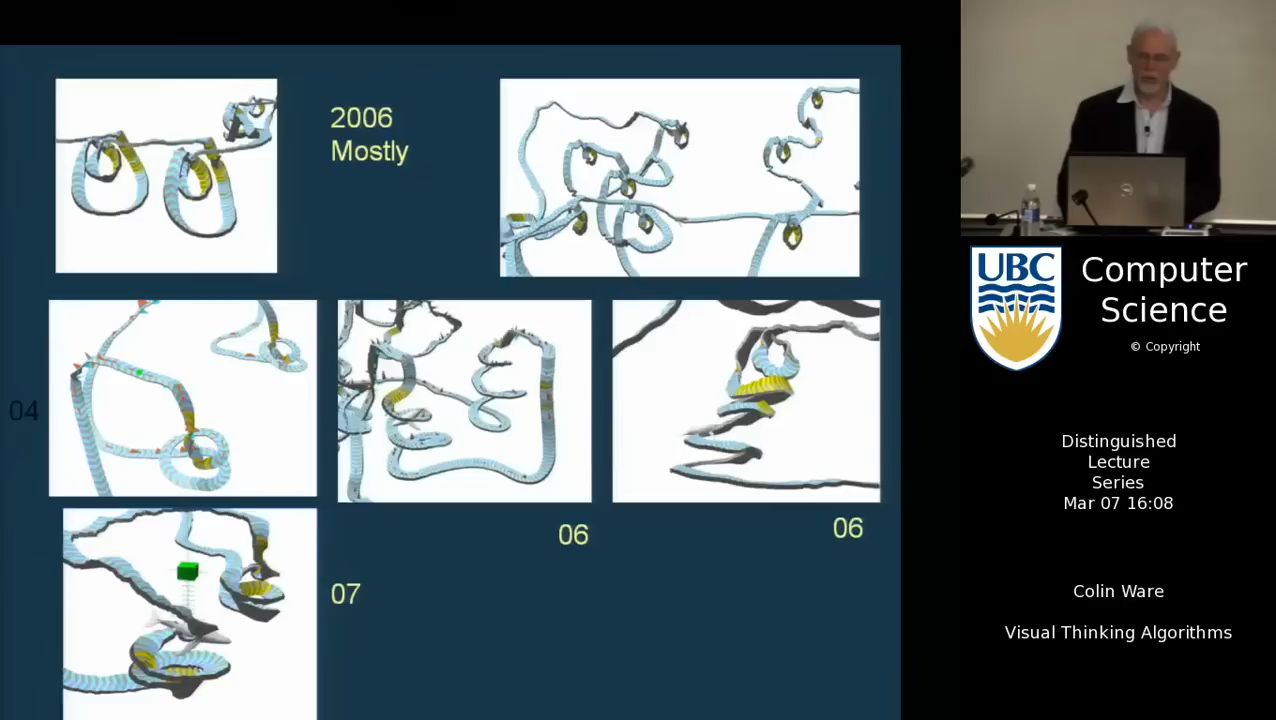 2006
Mostly
04
06
06
07
UBC
Computer
Science
© Copyright
Distinguished
Lecture
Series
Mar 07 16:08
Colin Ware
Visual Thinking Algorithms